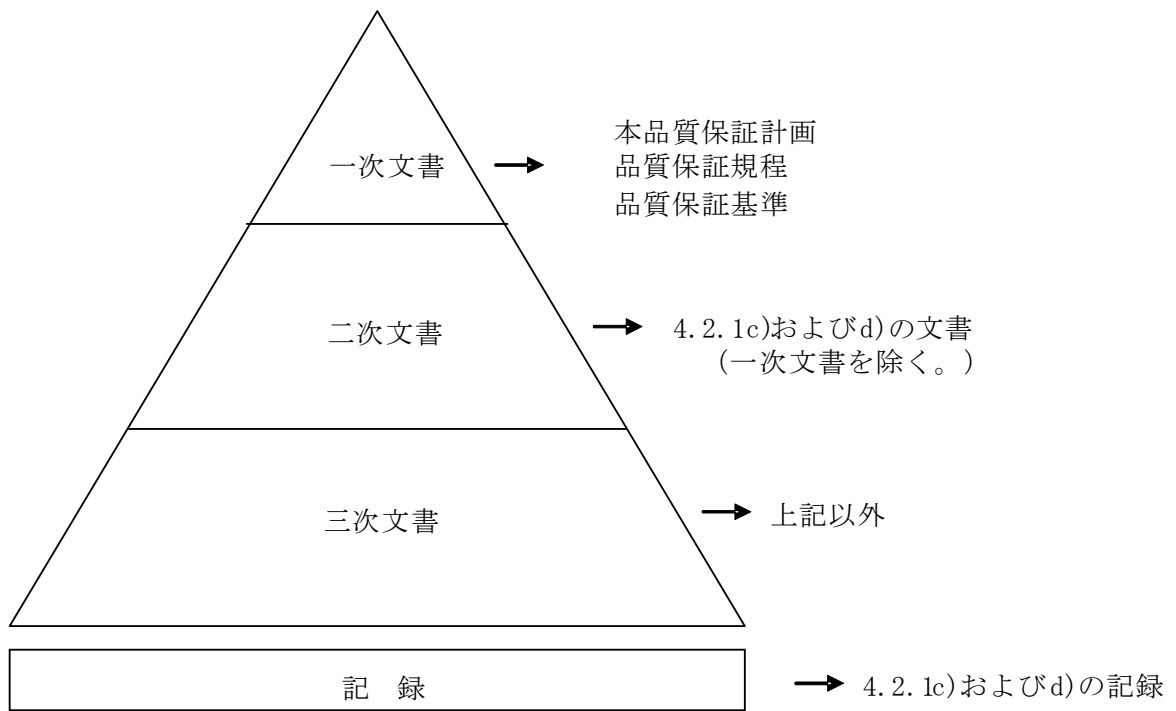 一次文書
本品質保証計画
品質保証規程
品質保証基準
二次文書
4.2.1c)およびd)の文書
(一次文書を除く。)
三次文書
上記以外
記 録
4.2.1c)およびd)の記録